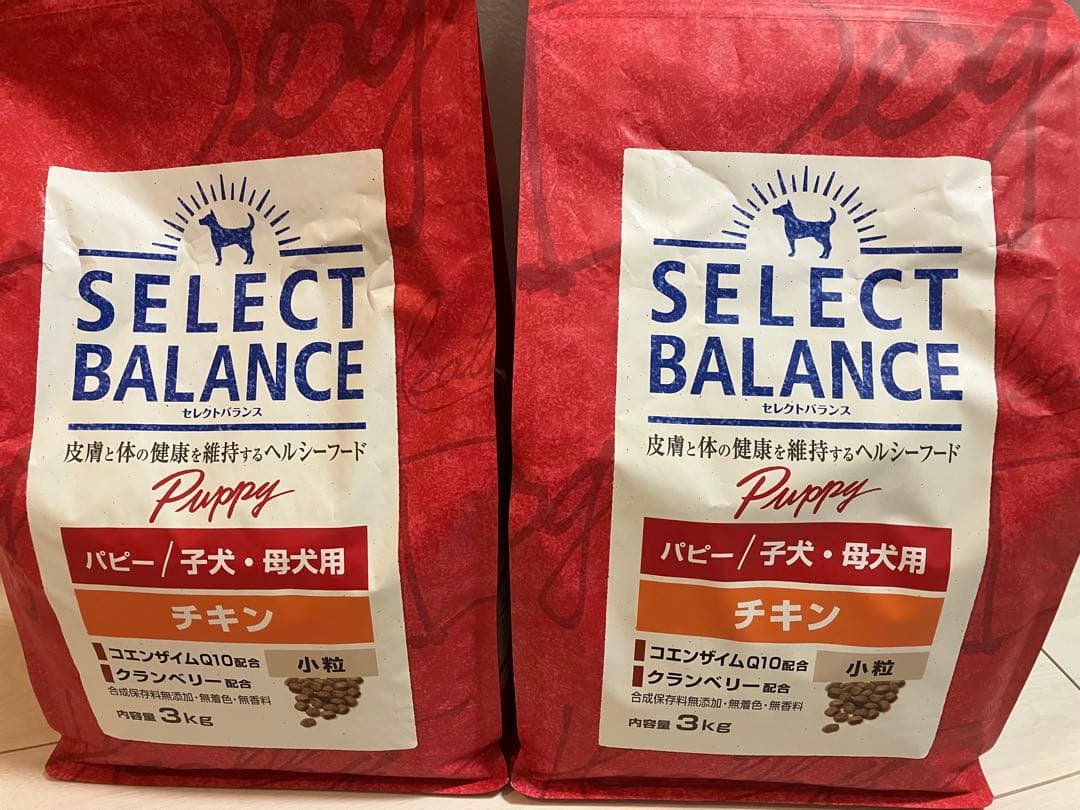 SELECT
BALANCE
セレクトバランス
皮膚と体の健康を維持するヘルシーフード
Puppy
パピー/子犬・母犬用
チキン
コエンザイムQ10配合
クランベリー配合
小粒
合成保存料無添加・無着色・無香料
内容量 3kg
SELECT
BALANCE
セレクトバランス
皮膚と体の健康を維持するヘルシーフード
Puppy
パピー/子犬・母犬用
チキン
コエンザイムQ10配合
クランベリー配合
小粒
合成保存料無添加・無着色・無香料
内容量 3kg